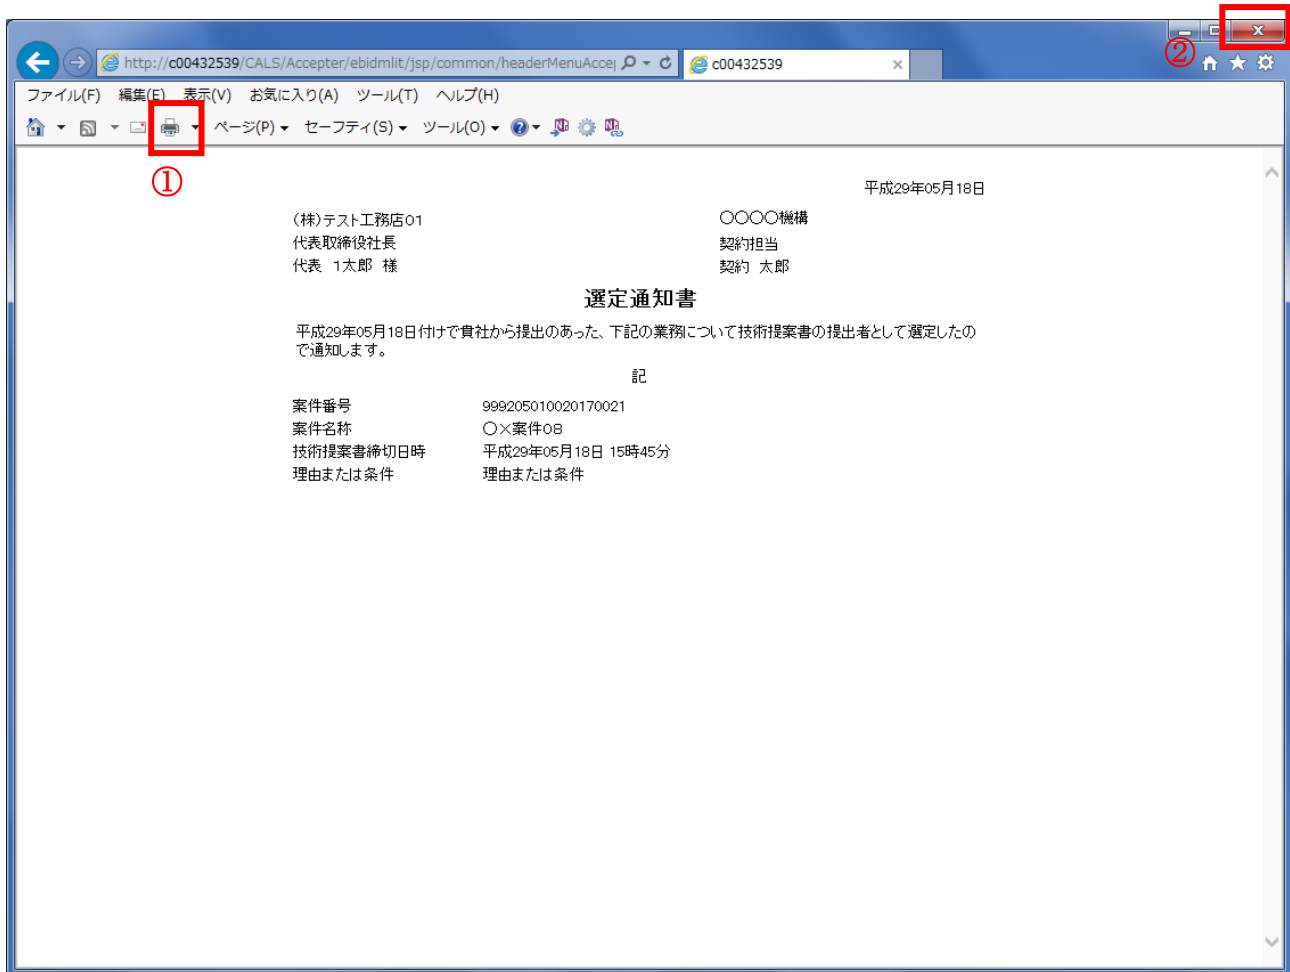 ②
http://c00432539/CALS/Accepter/ebidmlit/jsp/common/headerMenuAccep
c00432539
ファイル(F) 編集(E) 表示(V) お気に入り(A) ツール(T) ヘルプ(H)
ページ(P) セーフティ(S) ツール(O)
①
平成29年05月18日
(株)テスト工務店01
〇〇〇〇機構
代表取締役社長
契約担当
代表 1太郎 様
契約 太郎
選定通知書
平成29年05月18日付けで貴社から提出のあった、下記の業務について技術提案書の提出者として選定したの
で通知します。
記
案件番号 999205010020170021
案件名称 〇×案件08
技術提案書締切日時 平成29年05月18日 15時45分
理由または条件 理由または条件